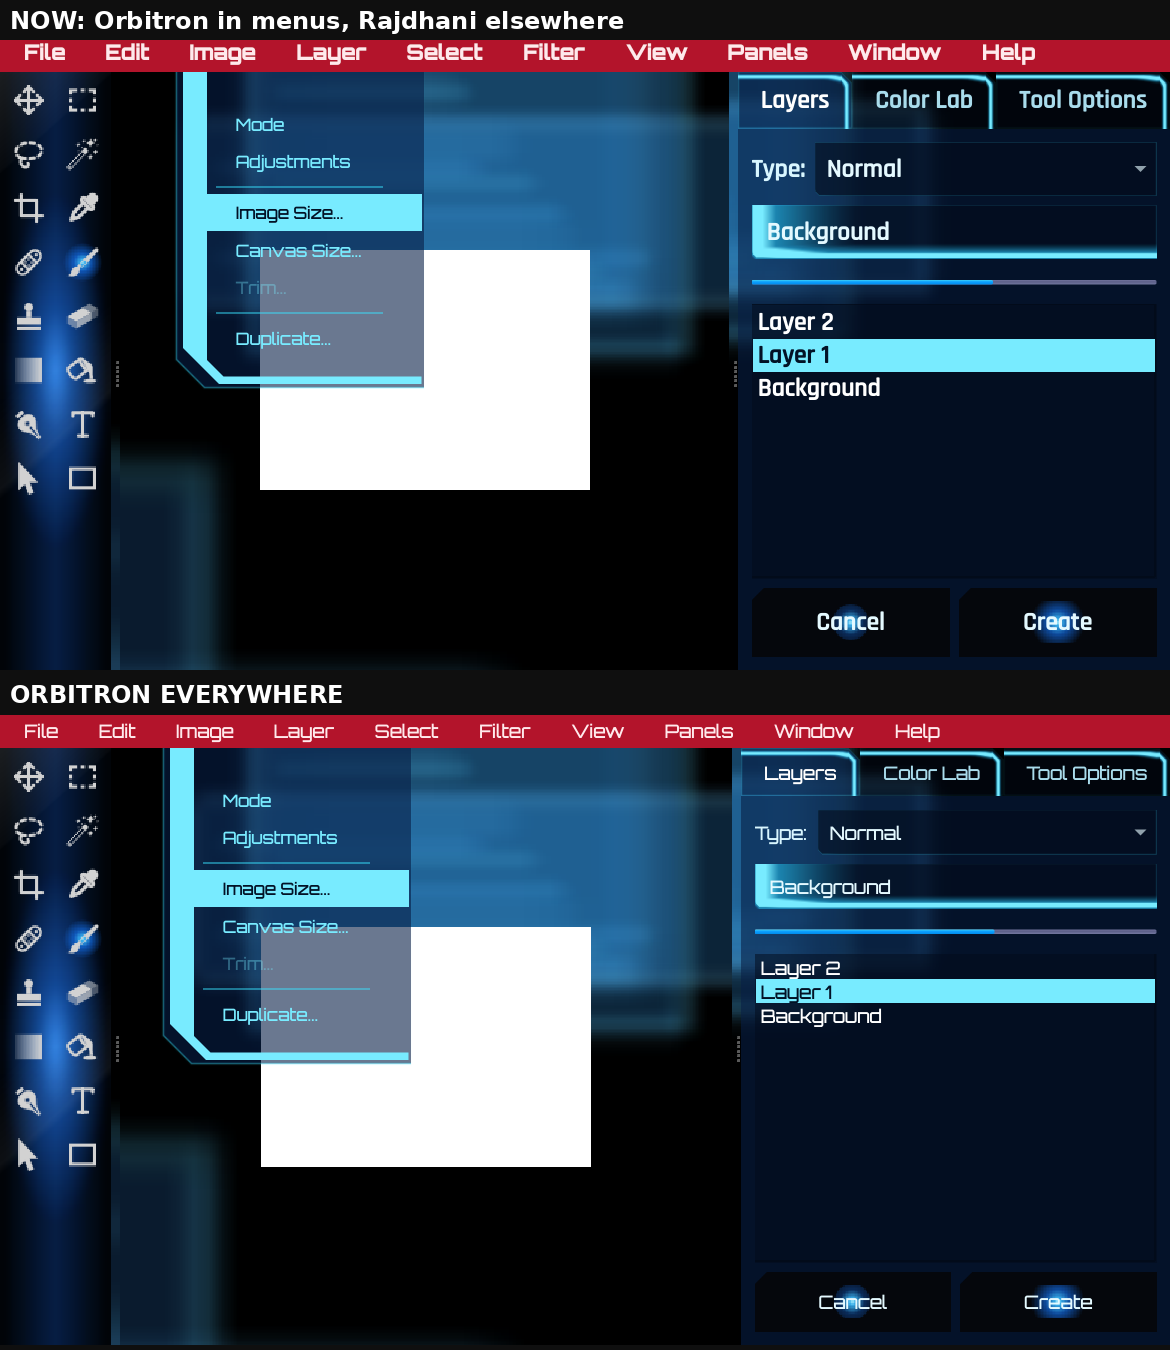 NOW: Orbitron in menus, Rajdhani elsewhere
File Edit Image Layer Select Filter View Panels Window Help
Layers Color Lab Tool Options
Mode
Adjustments
Type: Normal
Image Size...
Background
Canvas Size...
Trim...
Layer 2
Duplicate...
Layer 1
Background
Cancel Create
ORBITRON EVERYWHERE
File Edit Image Layer Select Filter View Panels Window Help
Layers Color Lab Tool Options
Mode
Adjustments
Type: Normal
Image Size...
Background
Canvas Size...
Trim...
Layer 2
Layer 1
Duplicate...
Background
Cancel Create